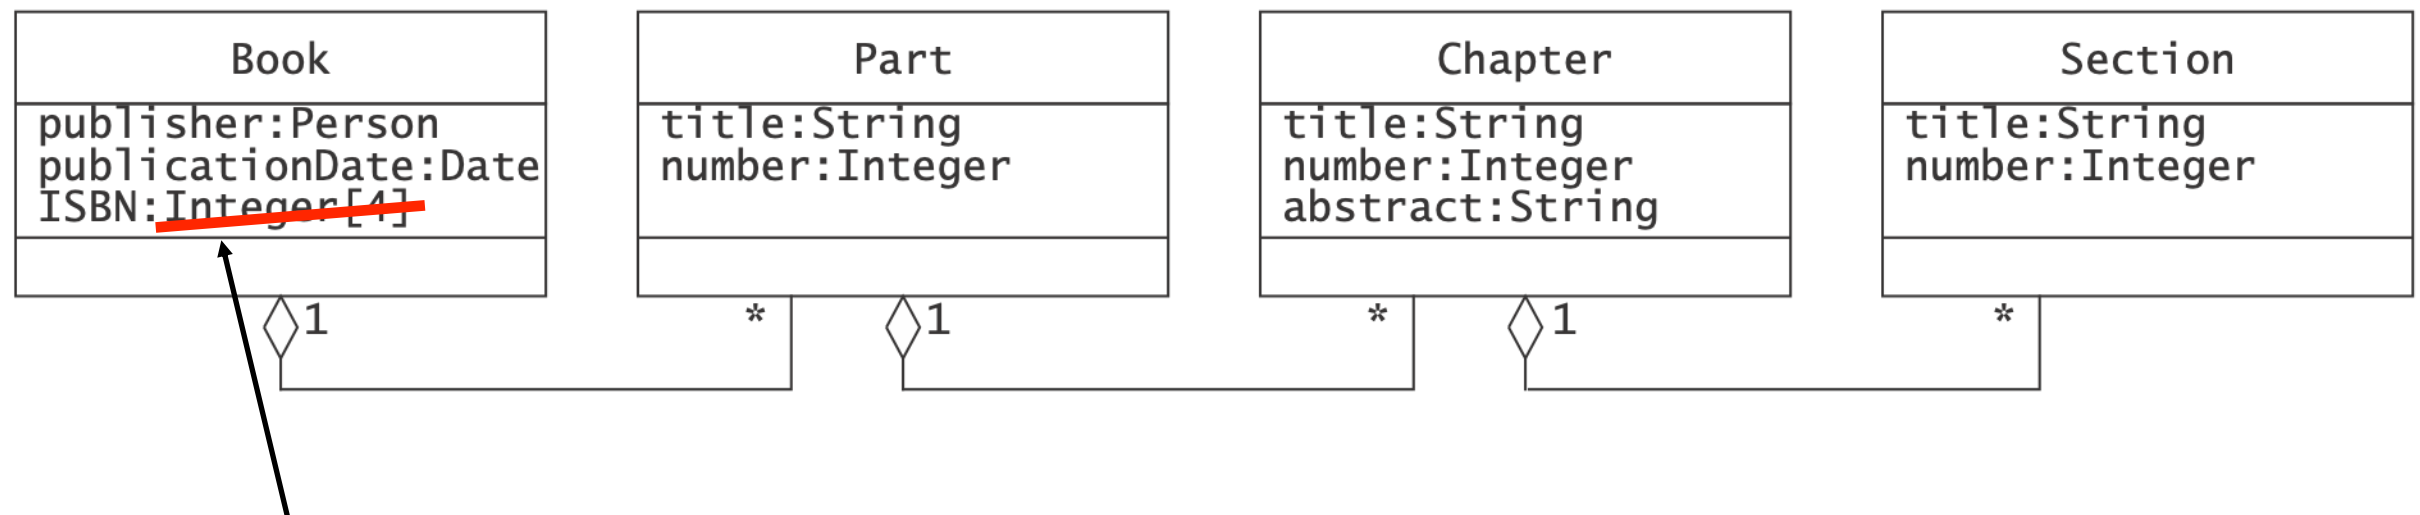 Book
publisher:Person
publicationDate:Date
ISBN:Integer[4]
1
Part
title:String
number:Integer
*
1
Chapter
title:String
number:Integer
abstract:String
*
1
Section
title:String
number:Integer
*